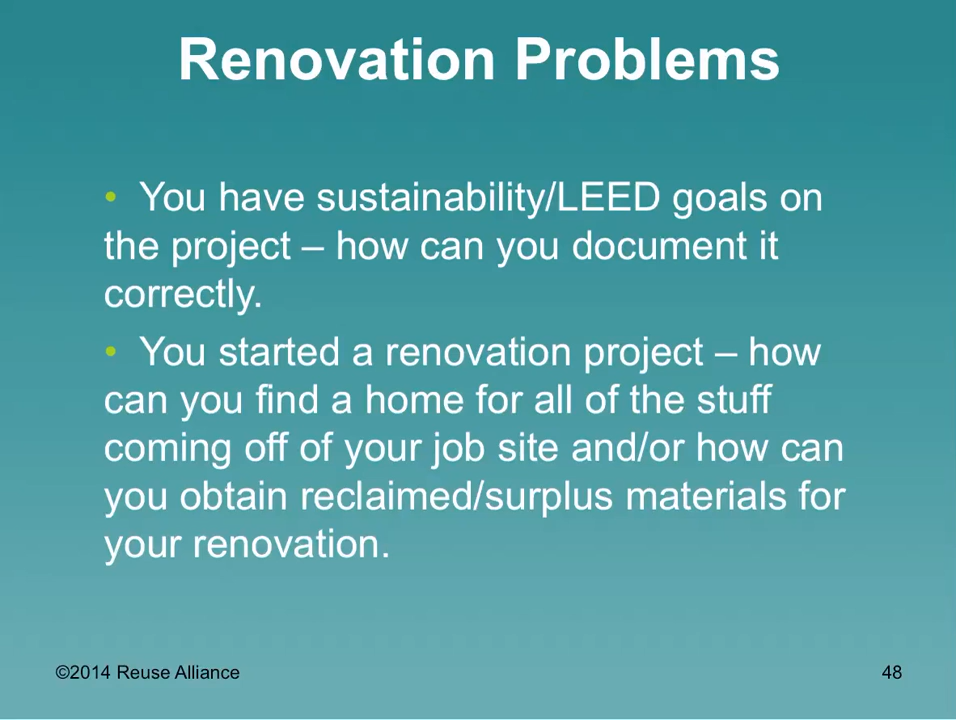 Renovation Problems
• You have sustainability/LEED goals on
the project – how can you document it
correctly.
• You started a renovation project – how
can you find a home for all of the stuff
coming off of your job site and/or how can
you obtain reclaimed/surplus materials for
your renovation.
©2014 Reuse Alliance
48